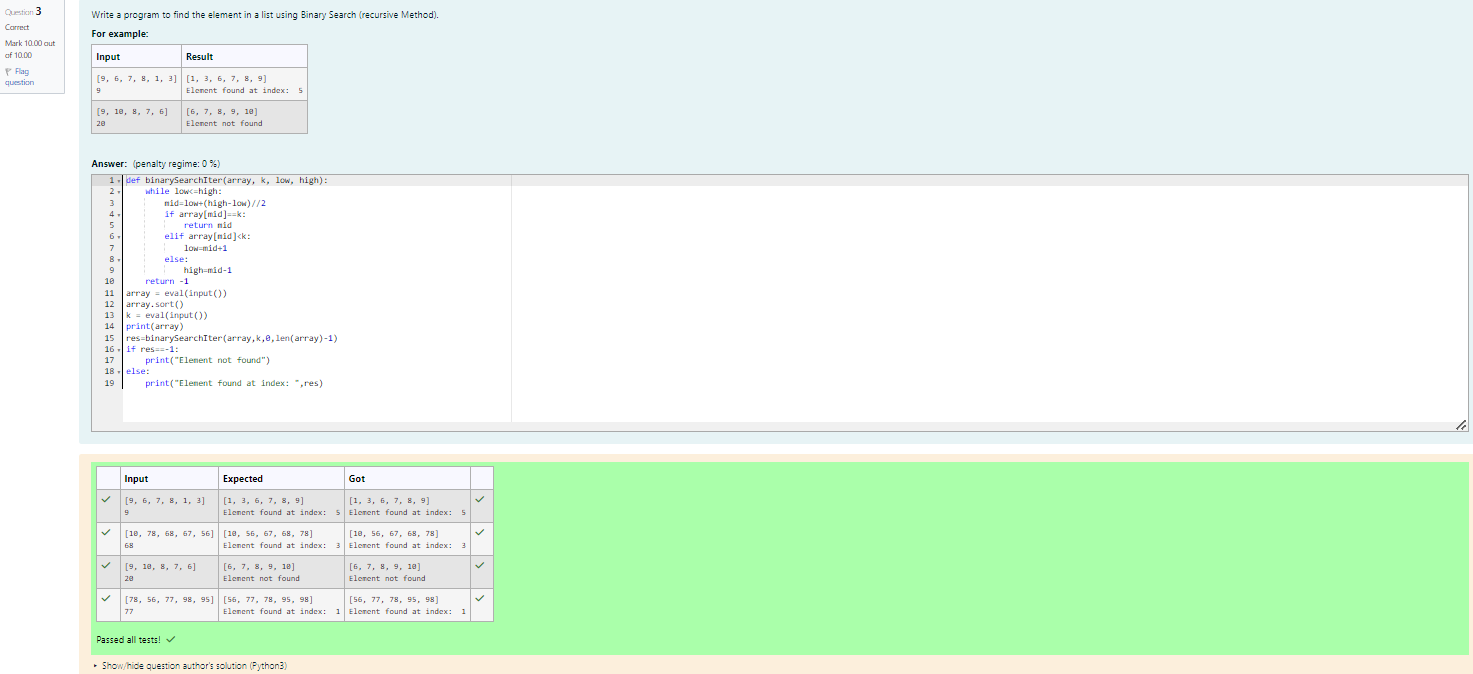 Question 3
Correct
Mark 10.00 out
of 10.00
Flag
question
Write a program to find the element in a list using Binary Search (recursive Method).
For example:
Input Result
[9, 6, 7, 8, 1, 3] [1, 3, 6, 7, 8, 9]
9 Element found at index:  5
[9, 10, 8, 7, 6] [6, 7, 8, 9, 10]
20 Element not found
Answer: (penalty regime: 0 %)
1 def binarySearchIter(array, k, low, high):
2     while low<=high:
3         mid=low+(high-low)//2
4         if array[mid]==k:
5             return mid
6         elif array[mid]<k:
7             low=mid+1
8         else:
9             high=mid-1
10     return -1
11 array = eval(input())
12 array.sort()
13 k = eval(input())
14 print(array)
15 res=binarySearchIter(array,k,0,len(array)-1)
16 if res==-1:
17     print("Element not found")
18 else:
19     print("Element found at index: ",res)
Input Expected Got
[9, 6, 7, 8, 1, 3] [1, 3, 6, 7, 8, 9] [1, 3, 6, 7, 8, 9]
9 Element found at index:  5 Element found at index:  5
[10, 78, 68, 67, 56] [10, 56, 67, 68, 78] [10, 56, 67, 68, 78]
68 Element found at index:  3 Element found at index:  3
[9, 10, 8, 7, 6] [6, 7, 8, 9, 10] [6, 7, 8, 9, 10]
20 Element not found Element not found
[78, 56, 77, 98, 95] [56, 77, 78, 95, 98] [56, 77, 78, 95, 98]
77 Element found at index:  1 Element found at index:  1
Passed all tests!
Show/hide question author's solution (Python3)